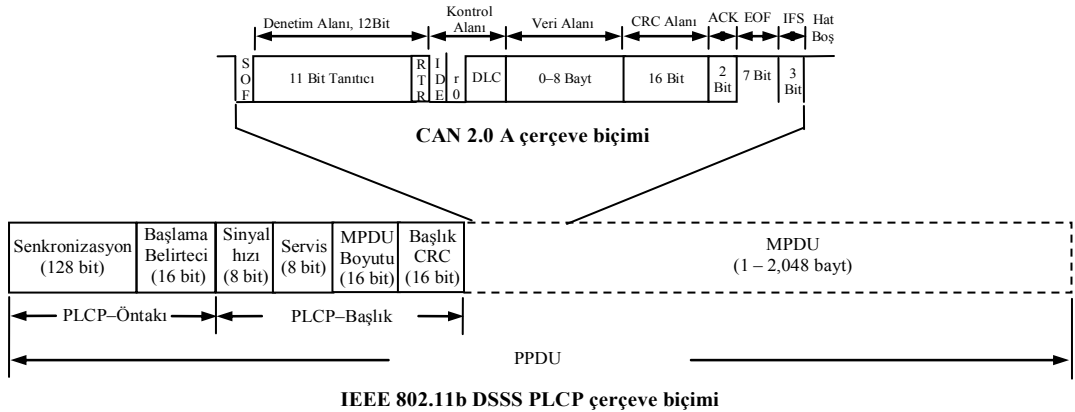 Denetim Alanı, 12Bit
Kontrol
Alanı
Veri Alanı
CRC Alanı
ACK
EOF
IFS
Hat
Boş
S
O
F
11 Bit Tanıtıcı
R
T
R
I
D
E
r
0
DLC
0–8 Bayt
16 Bit
2
Bit
7 Bit
3
Bit
CAN 2.0 A çerçeve biçimi
Senkronizasyon
(128 bit)
Başlama
Belirteci
(16 bit)
Sinyal
hızı
(8 bit)
Servis
(8 bit)
MPDU
Boyutu
(16 bit)
Başlık
CRC
(16 bit)
MPDU
(1 – 2,048 bayt)
PLCP–Öntakı
PLCP–Başlık
PPDU
IEEE 802.11b DSSS PLCP çerçeve biçimi